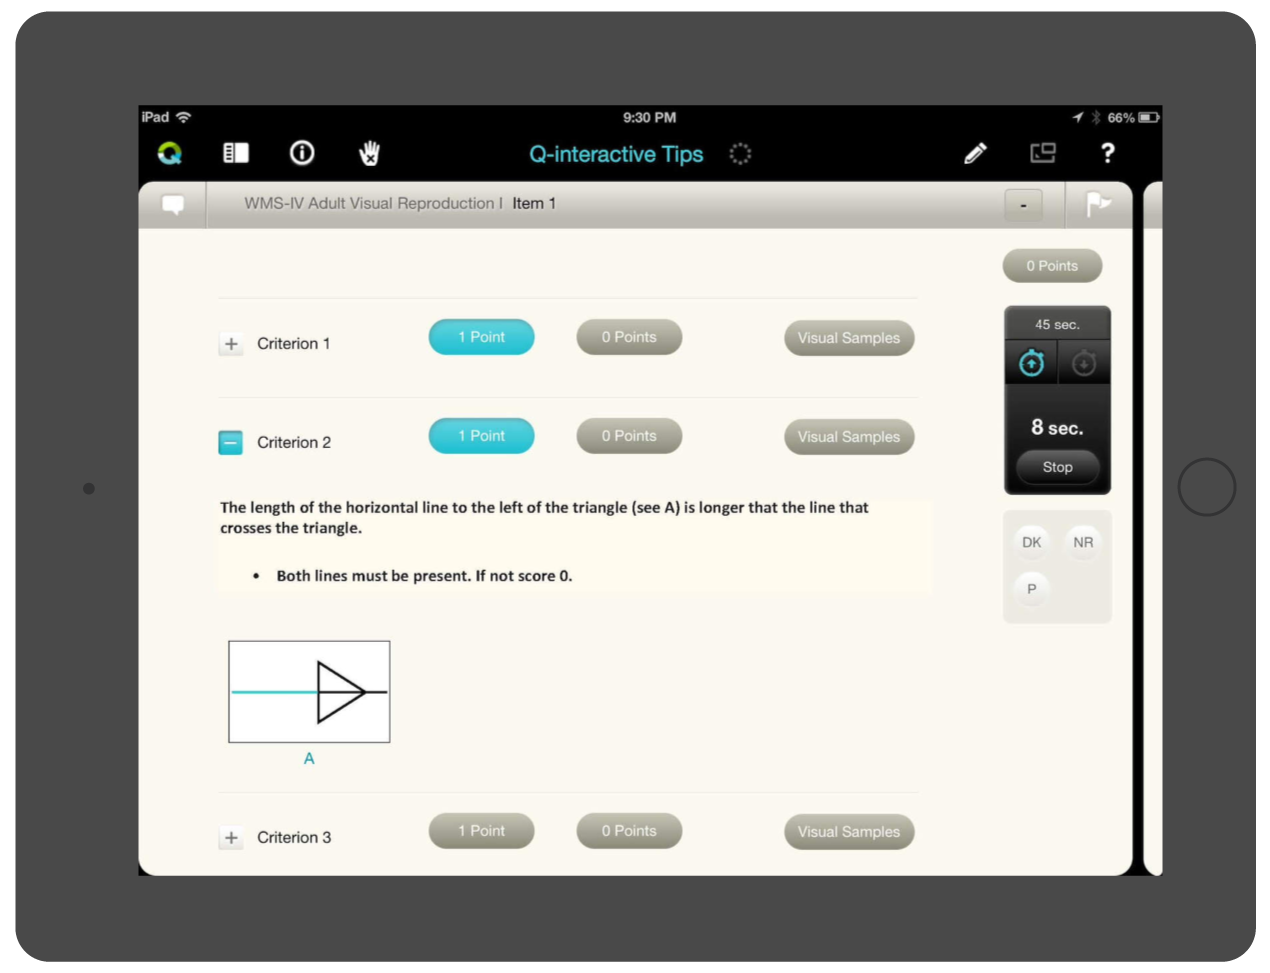 iPad 9:30 PM 66%
Q-interactive Tips ?
WMS-IV Adult Visual Reproduction I Item 1 -
0 Points
45 sec.
+ Criterion 1 1 Point 0 Points Visual Samples
8 sec.
Stop
− Criterion 2 1 Point 0 Points Visual Samples
The length of the horizontal line to the left of the triangle (see A) is longer that the line that
crosses the triangle.
• Both lines must be present. If not score 0.
DK NR
P
A
+ Criterion 3 1 Point 0 Points Visual Samples